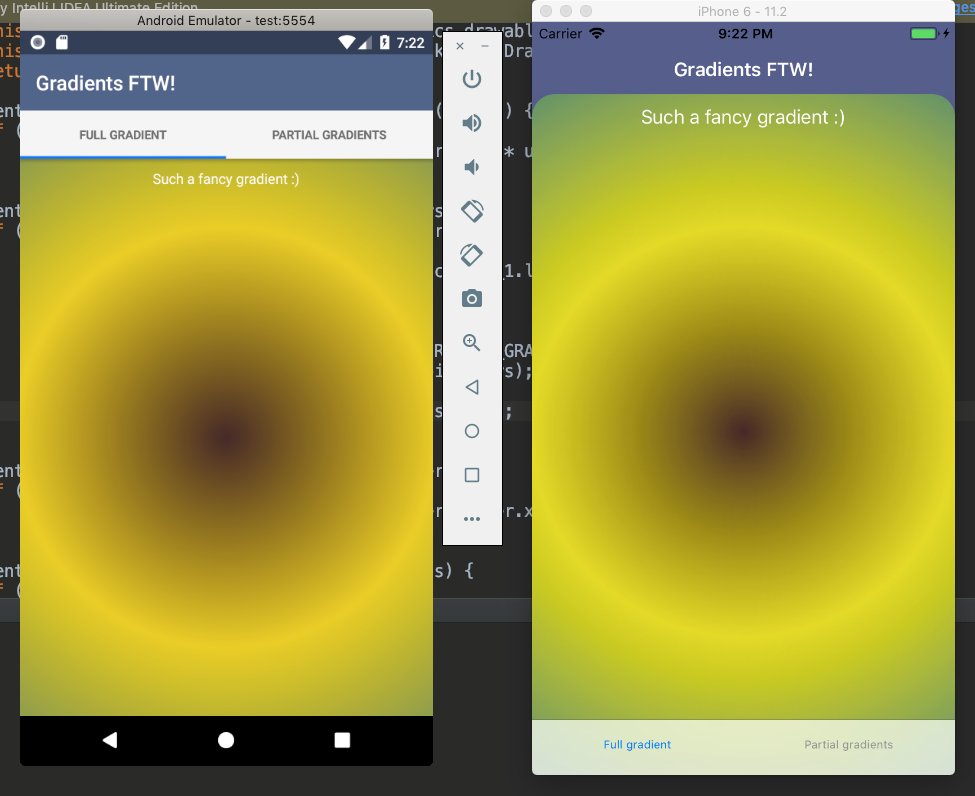 Android Emulator - test:5554
7:22
Gradients FTW!
FULL GRADIENT
PARTIAL GRADIENTS
Such a fancy gradient :)
iPhone 6 - 11.2
Carrier
9:22 PM
Gradients FTW!
Such a fancy gradient :)
Full gradient
Partial gradients